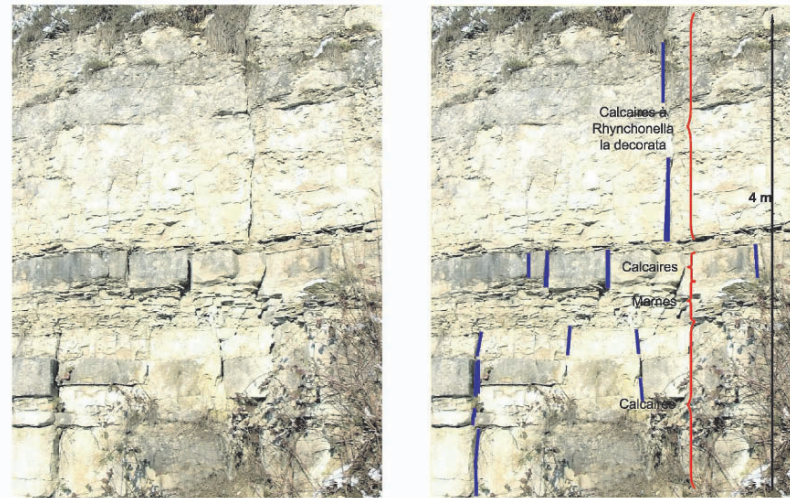 Calcaires à
Rhynchonella
la decorata
4 m
Calcaires
Marnes
Calcaires